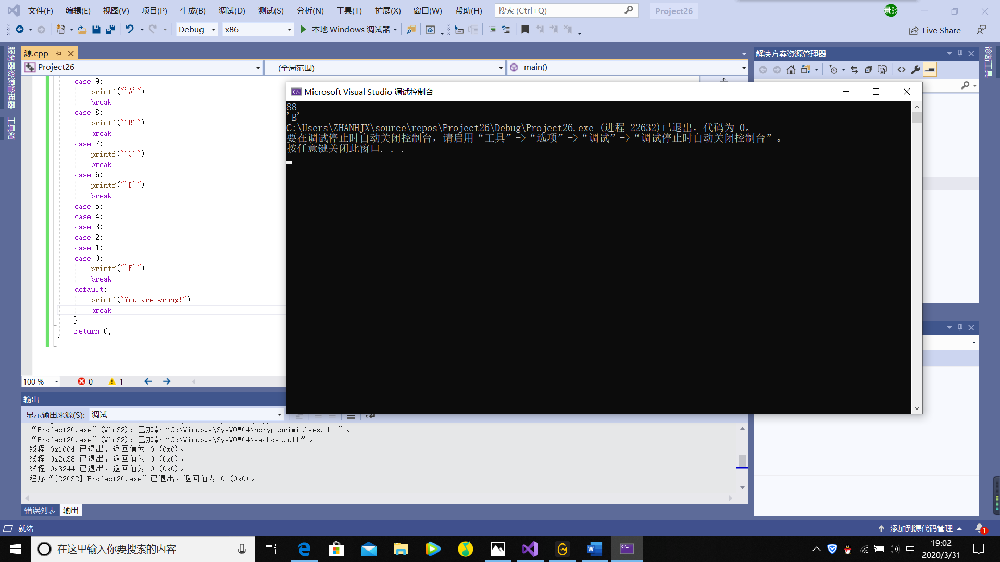 文件(F) 编辑(E) 视图(V) 项目(P) 生成(B) 调试(D) 测试(S) 分析(N) 工具(T) 扩展(X) 窗口(W) 帮助(H) 搜索 (Ctrl+Q) Project26 景张
Debug x86 本地 Windows 调试器 Live Share
服务器资源管理器
工具箱
源.cpp
Project26 (全局范围) main()
case 9:
printf("'A'");
break;
case 8:
printf("'B'");
break;
case 7:
printf("'C'");
break;
case 6:
printf("'D'");
break;
case 5:
case 4:
case 3:
case 2:
case 1:
case 0:
printf("'E'");
break;
default:
printf("You are wrong!");
break;
}
return 0;
}
100 % 0 1
Microsoft Visual Studio 调试控制台
88
'B'
C:\Users\ZHANHJX\source\repos\Project26\Debug\Project26.exe (进程 22632)已退出，代码为 0。
要在调试停止时自动关闭控制台，请启用“工具”->“选项”->“调试”->“调试停止时自动关闭控制台”。
按任意键关闭此窗口. . .
解决方案资源管理器
诊断工具
输出
显示输出来源(S): 调试
“Project26.exe”(Win32): 已加载“C:\Windows\SysWOW64\bcryptprimitives.dll”。
“Project26.exe”(Win32): 已加载“C:\Windows\SysWOW64\sechost.dll”。
线程 0x1004 已退出，返回值为 0 (0x0)。
线程 0x2d38 已退出，返回值为 0 (0x0)。
线程 0x3244 已退出，返回值为 0 (0x0)。
程序“[22632] Project26.exe”已退出，返回值为 0 (0x0)。
错误列表 输出
就绪 添加到源代码管理 1
在这里输入你要搜索的内容 中 19:02
2020/3/31